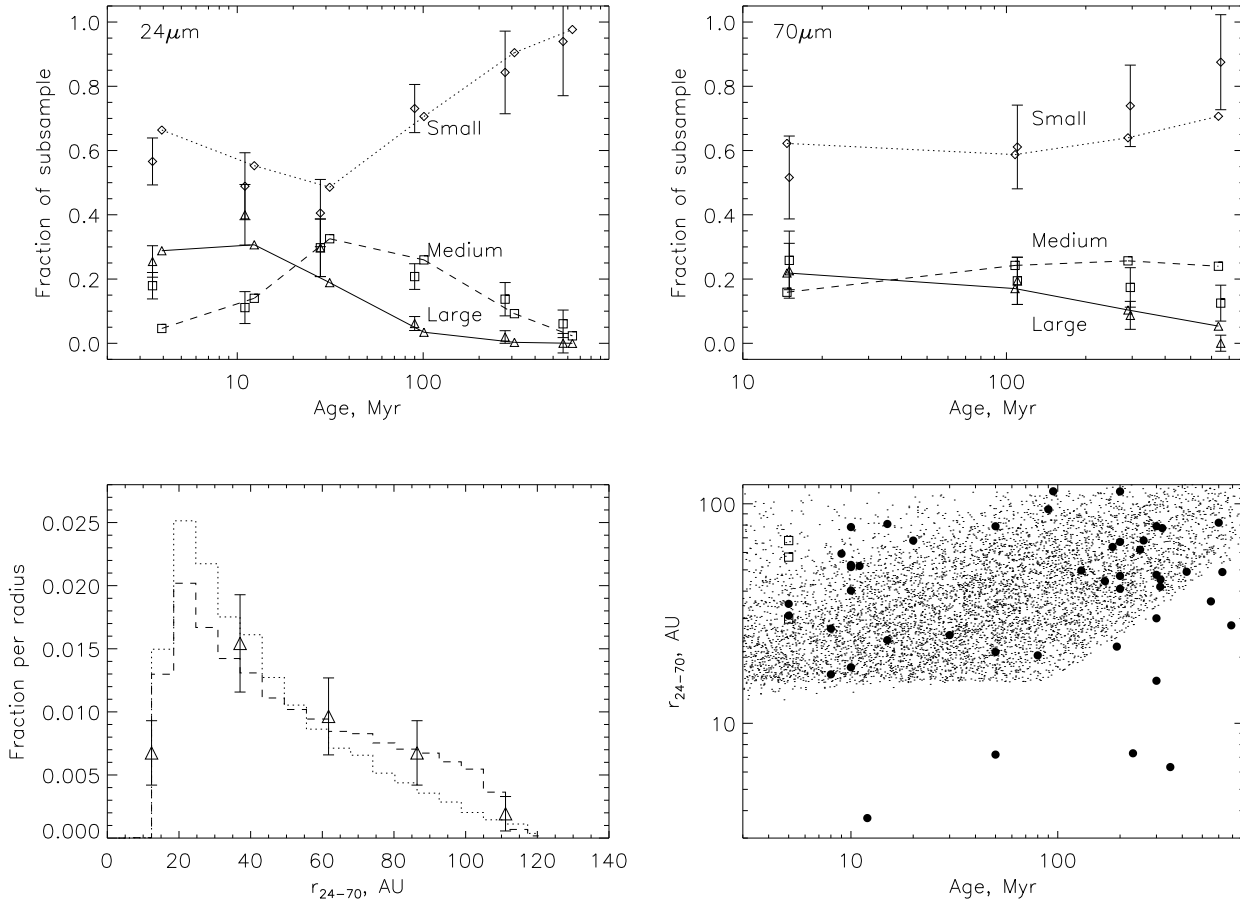 24μm
Fraction of subsample
1.0
0.8
0.6
0.4
0.2
0.0
Small
Medium
Large
10
100
Age, Myr
70μm
Fraction of subsample
1.0
0.8
0.6
0.4
0.2
0.0
Small
Medium
Large
10
100
Age, Myr
Fraction per radius
0.025
0.020
0.015
0.010
0.005
0.000
0
20
40
60
80
100
120
140
r24−70, AU
r24−70, AU
100
10
10
100
Age, Myr